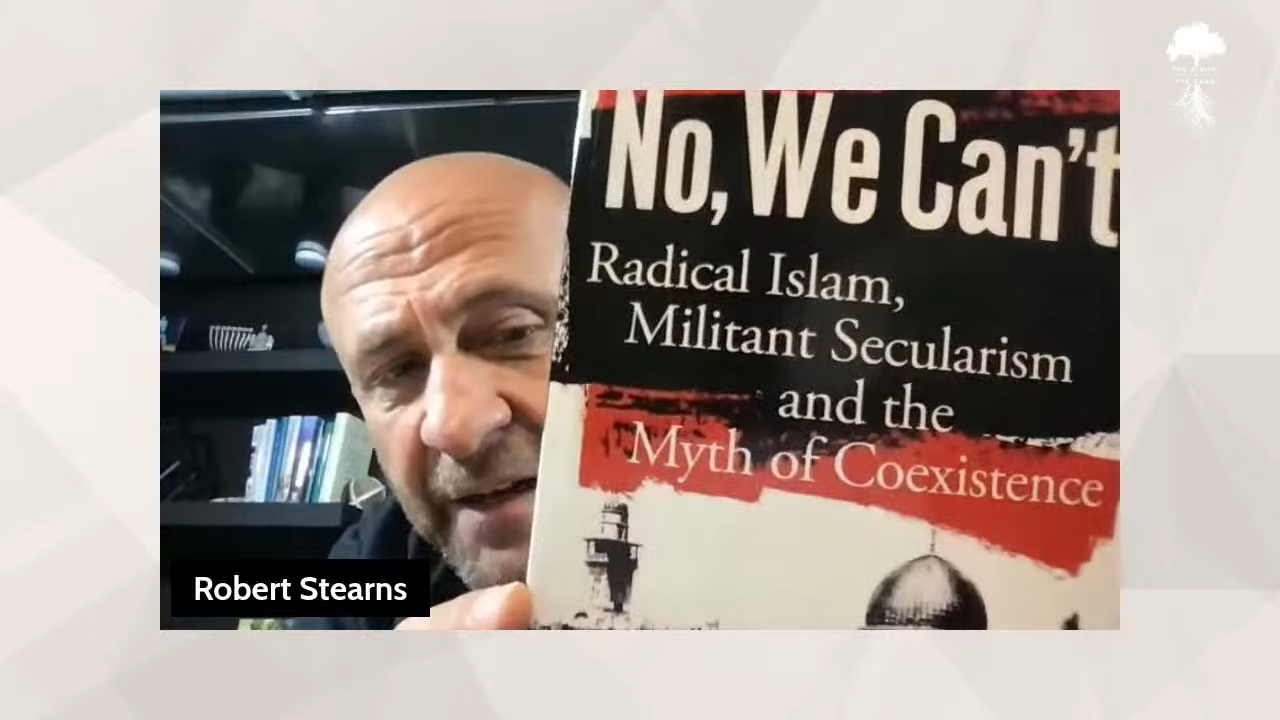 No, We Can't
Radical Islam,
Militant Secularism
and the
Myth of Coexistence
Robert Stearns